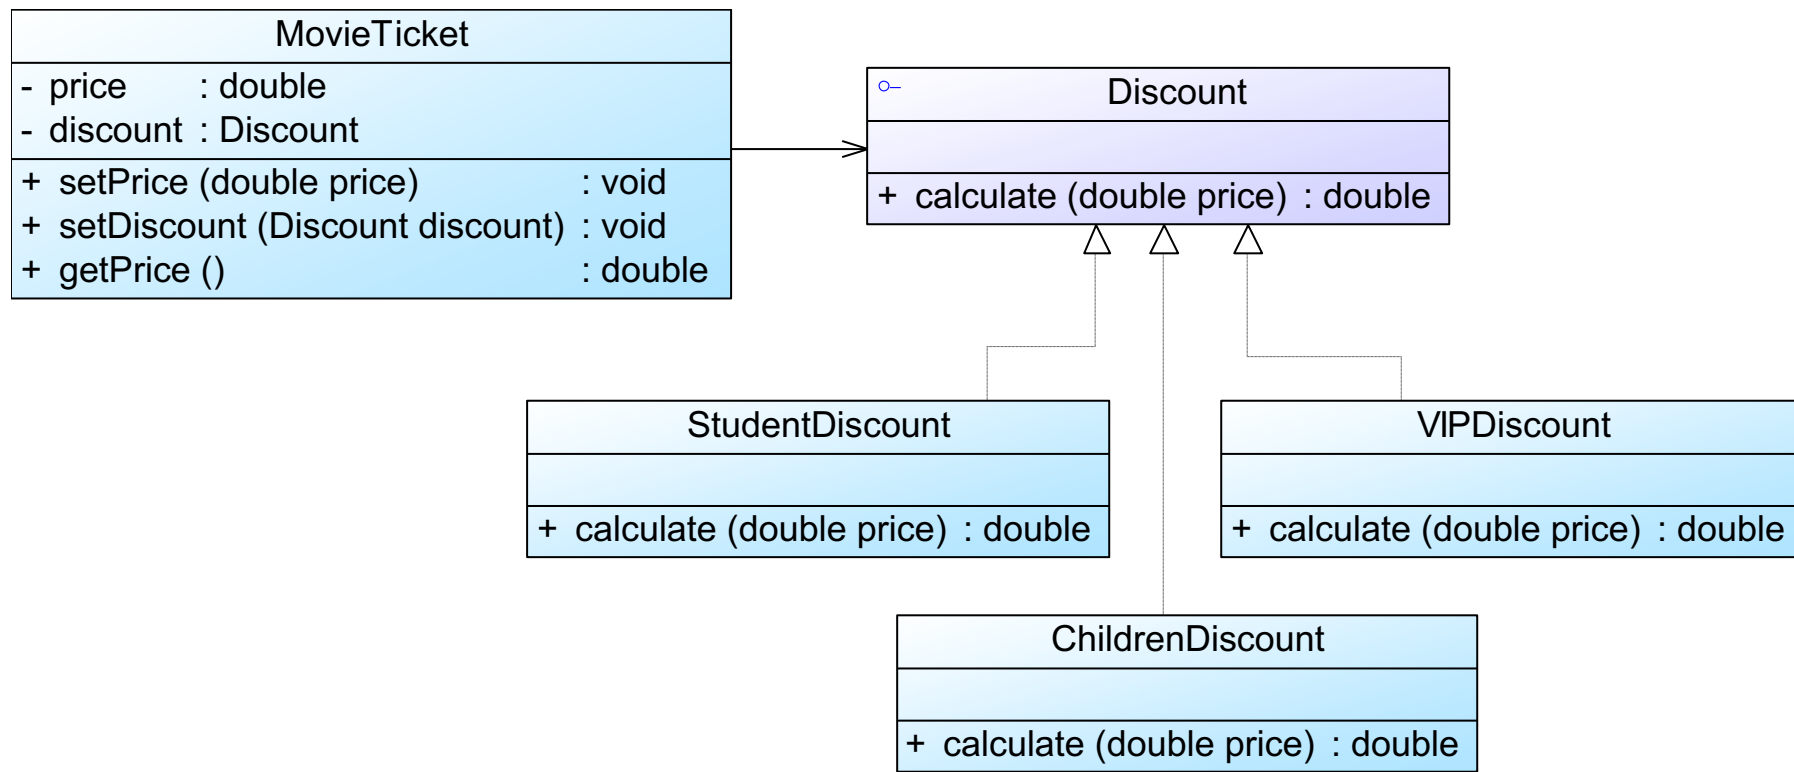 MovieTicket
- price : double
- discount : Discount
+ setPrice (double price) : void
+ setDiscount (Discount discount) : void
+ getPrice () : double
Discount
+ calculate (double price) : double
StudentDiscount
+ calculate (double price) : double
VIPDiscount
+ calculate (double price) : double
ChildrenDiscount
+ calculate (double price) : double